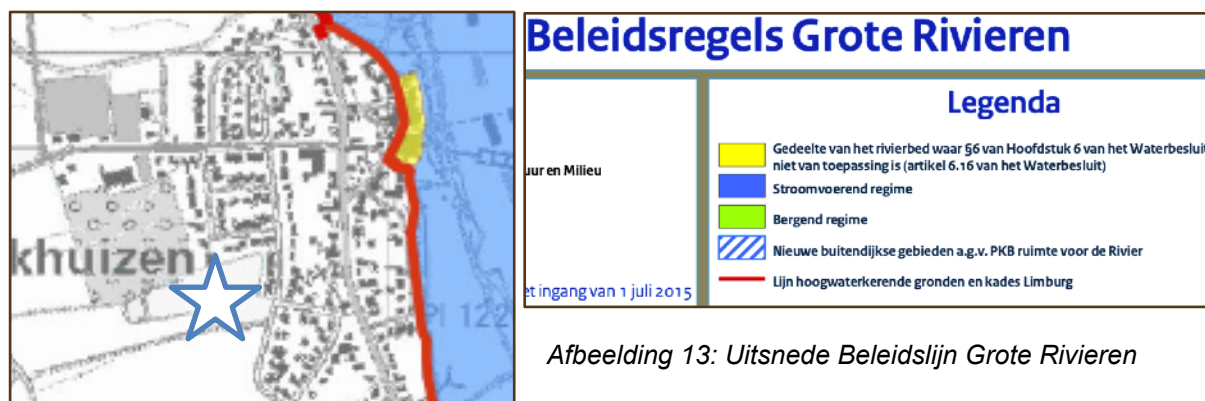 khuizen
Pl 122
Beleidsregels Grote Rivieren
uur en Milieu
et ingang van 1 juli 2015
Legenda
Gedeelte van het rivierbed waar §6 van Hoofdstuk 6 van het Waterbesluit
niet van toepassing is (artikel 6.16 van het Waterbesluit)
Stroomvoerend regime
Bergend regime
Nieuwe buitendijkse gebieden a.g.v. PKB ruimte voor de Rivier
Lijn hoogwaterkerende gronden en kades Limburg
Afbeelding 13: Uitsnede Beleidslijn Grote Rivieren